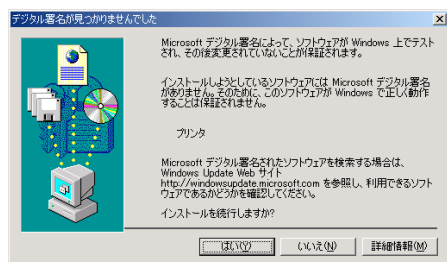 デジタル署名が見つかりませんでした
Microsoft デジタル署名によって、ソフトウェアが Windows 上でテスト
され、その後変更されていないことが保証されます。
インストールしようとしているソフトウェアには Microsoft デジタル署名
がありません。そのために、このソフトウェアが Windows で正しく動作
することは保証されません。
プリンタ
Microsoft デジタル署名されたソフトウェアを検索する場合は、
Windows Update Web サイト
http://windowsupdate.microsoft.com を参照し、利用できるソフト
ウェアであるかどうかを確認してください。
インストールを続行しますか?
はい(Y)
いいえ(N)
詳細情報(M)